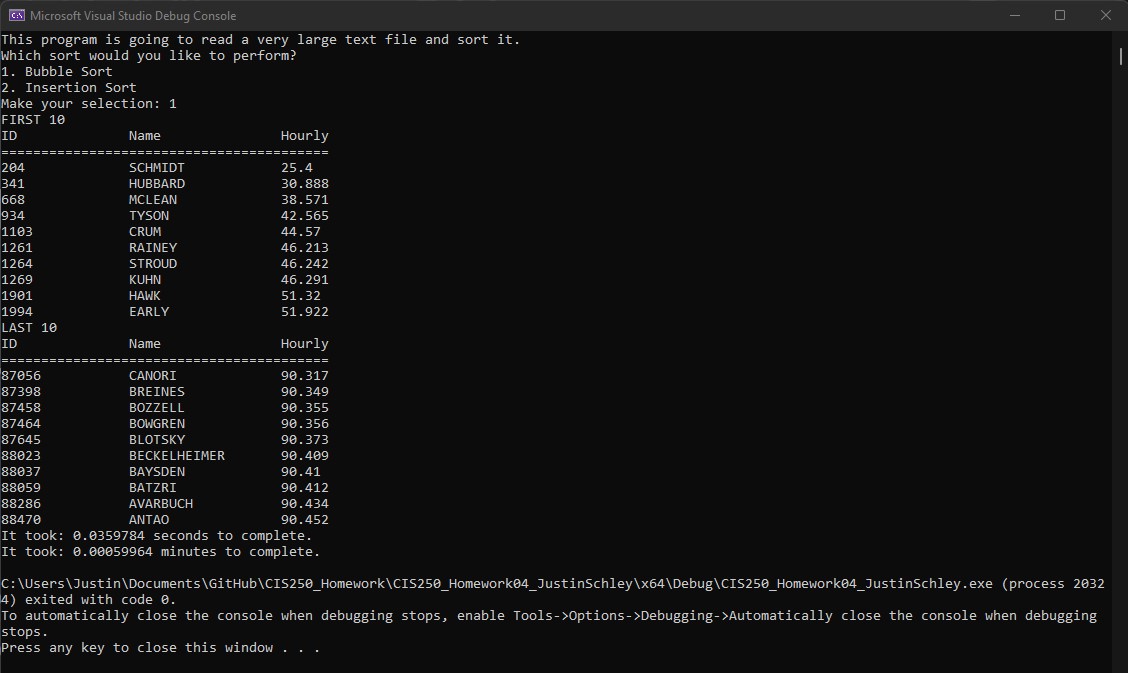 Microsoft Visual Studio Debug Console
This program is going to read a very large text file and sort it.
Which sort would you like to perform?
1. Bubble Sort
2. Insertion Sort
Make your selection: 1
FIRST 10
ID Name Hourly
=========================================
204 SCHMIDT 25.4
341 HUBBARD 30.888
668 MCLEAN 38.571
934 TYSON 42.565
1103 CRUM 44.57
1261 RAINEY 46.213
1264 STROUD 46.242
1269 KUHN 46.291
1901 HAWK 51.32
1994 EARLY 51.922
LAST 10
ID Name Hourly
=========================================
87056 CANORI 90.317
87398 BREINES 90.349
87458 BOZZELL 90.355
87464 BOWGREN 90.356
87645 BLOTSKY 90.373
88023 BECKELHEIMER 90.409
88037 BAYSDEN 90.41
88059 BATZRI 90.412
88286 AVARBUCH 90.434
88470 ANTAO 90.452
It took: 0.0359784 seconds to complete.
It took: 0.00059964 minutes to complete.
C:\Users\Justin\Documents\GitHub\CIS250_Homework\CIS250_Homework04_JustinSchley\x64\Debug\CIS250_Homework04_JustinSchley.exe (process 2032
4) exited with code 0.
To automatically close the console when debugging stops, enable Tools->Options->Debugging->Automatically close the console when debugging
stops.
Press any key to close this window . . .